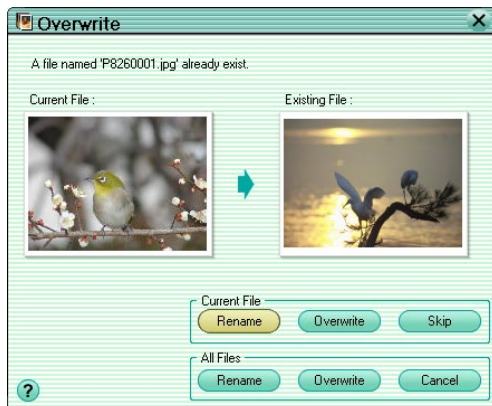 Overwrite
A file named 'P8260001.jpg' already exist.
Current File :
Existing File :
Current File
Rename Overwrite Skip
All Files
Rename Overwrite Cancel
?